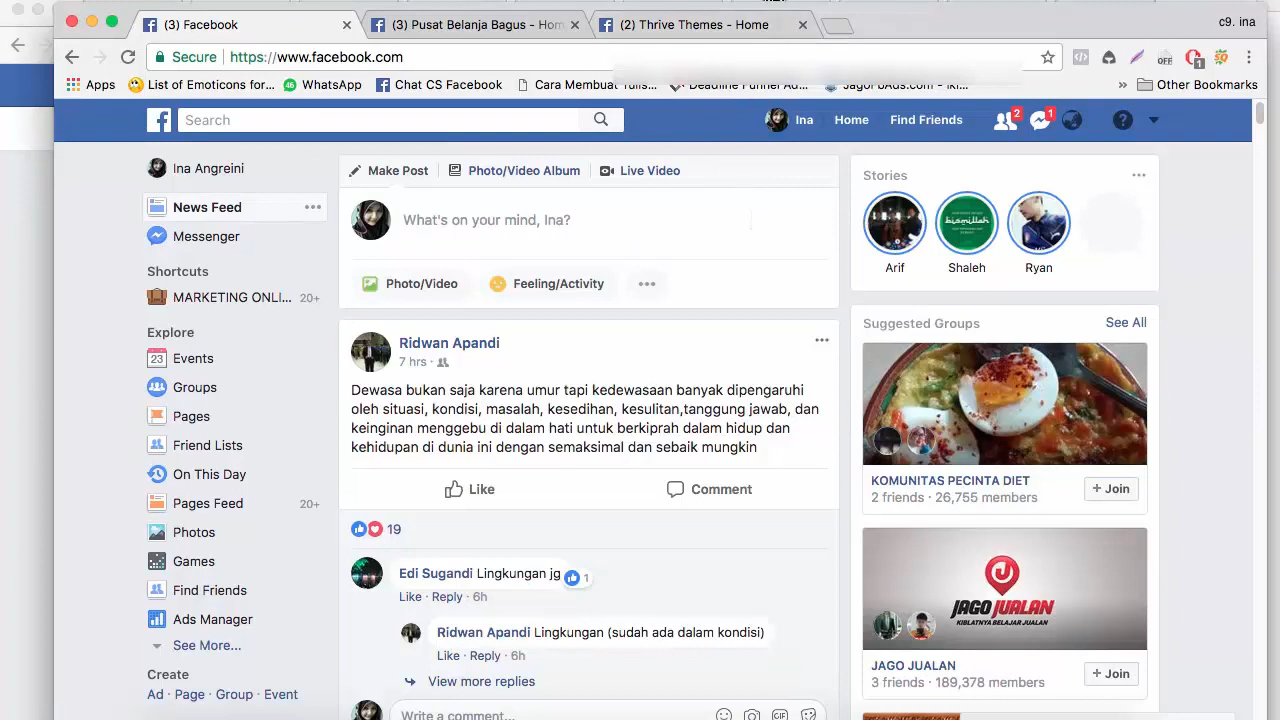 (3) Facebook
(3) Pusat Belanja Bagus - Hom
(2) Thrive Themes - Home
c9. ina
Secure
https://www.facebook.com
OFF
1
Apps
List of Emoticons for...
WhatsApp
Chat CS Facebook
Cara Membuat Tulis...
Deadline Funnel Ad...
Other Bookmarks
Search
Ina
Home
Find Friends
2
1
Ina Angreini
News Feed
Messenger
Shortcuts
MARKETING ONLI... 20+
Explore
23 Events
Groups
Pages
Friend Lists
On This Day
Pages Feed 20+
Photos
Games
Find Friends
Ads Manager
See More...
Create
Ad · Page · Group · Event
Make Post
Photo/Video Album
Live Video
What's on your mind, Ina?
Photo/Video
Feeling/Activity
Ridwan Apandi
7 hrs ·
Dewasa bukan saja karena umur tapi kedewasaan banyak dipengaruhi
oleh situasi, kondisi, masalah, kesedihan, kesulitan,tanggung jawab, dan
keinginan menggebu di dalam hati untuk berkiprah dalam hidup dan
kehidupan di dunia ini dengan semaksimal dan sebaik mungkin
Like
Comment
19
Edi Sugandi Lingkungan jg
1
Like · Reply · 6h
Ridwan Apandi Lingkungan (sudah ada dalam kondisi)
Like · Reply · 6h
View more replies
Write a comment...
GIF
Stories
Arif
Shaleh
Ryan
bismillah
Suggested Groups
See All
KOMUNITAS PECINTA DIET
2 friends · 26,755 members
+ Join
JAGO JUALAN
KIBLATNYA BELAJAR JUALAN
JAGO JUALAN
3 friends · 189,378 members
+ Join